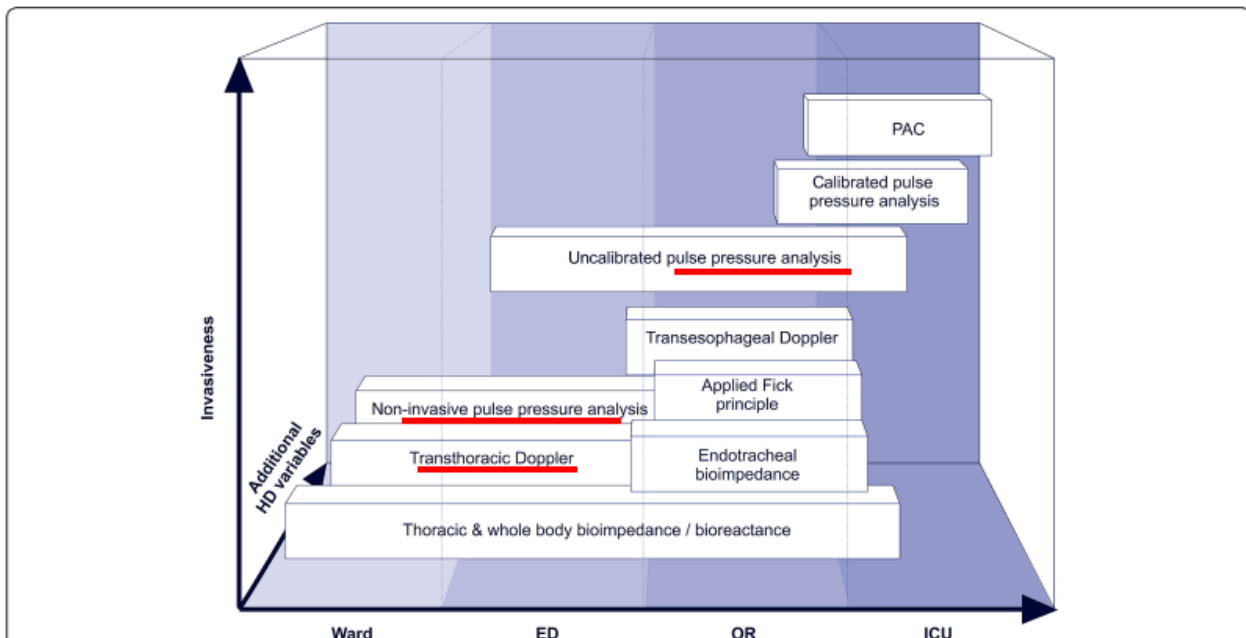 PAC
Calibrated pulse
pressure analysis
Uncalibrated pulse pressure analysis
Transesophageal Doppler
Applied Fick
principle
Non-invasive pulse pressure analysis
Transthoracic Doppler
Endotracheal
bioimpedance
Thoracic & whole body bioimpedance / bioreactance
Invasiveness
Additional
HD variables
Ward ED OR ICU